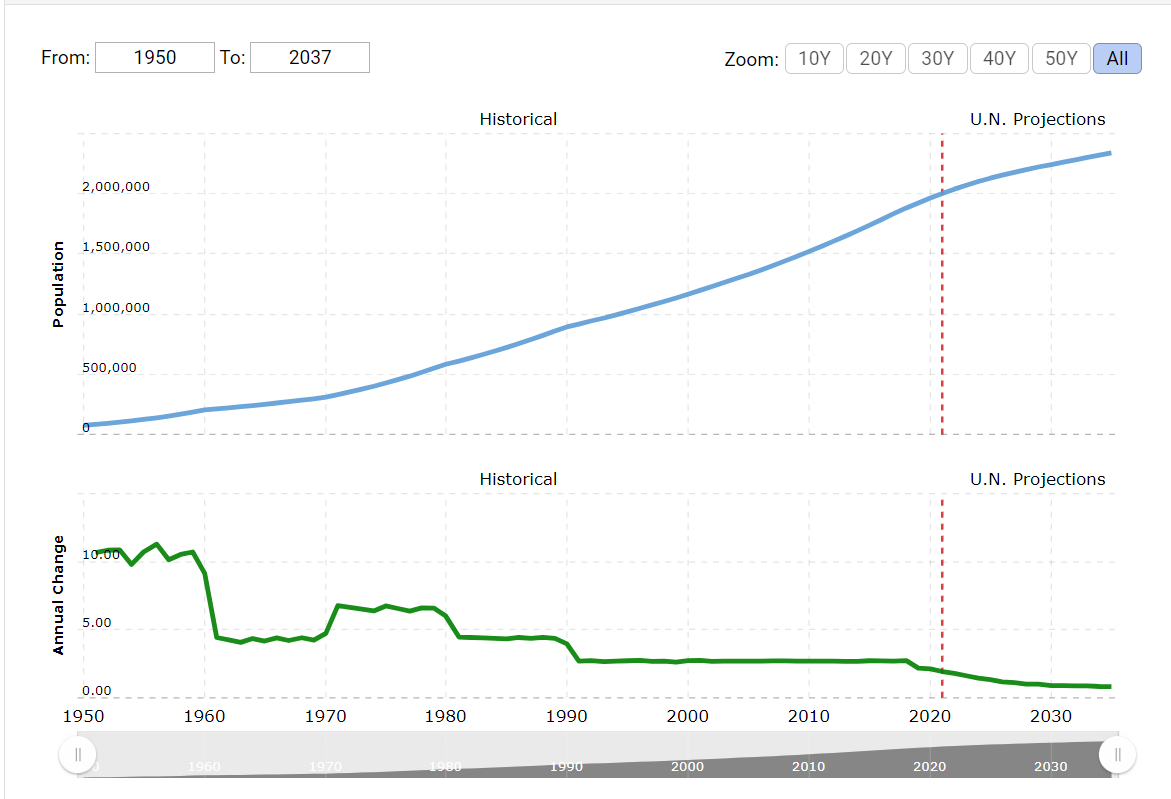 From: 1950 To: 2037
Zoom: 10Y 20Y 30Y 40Y 50Y All
Historical
U.N. Projections
Population
2,000,000
1,500,000
1,000,000
500,000
0
Historical
U.N. Projections
Annual Change
10.00
5.00
0.00
1950 1960 1970 1980 1990 2000 2010 2020 2030
1960 1970 1980 1990 2000 2010 2020 2030